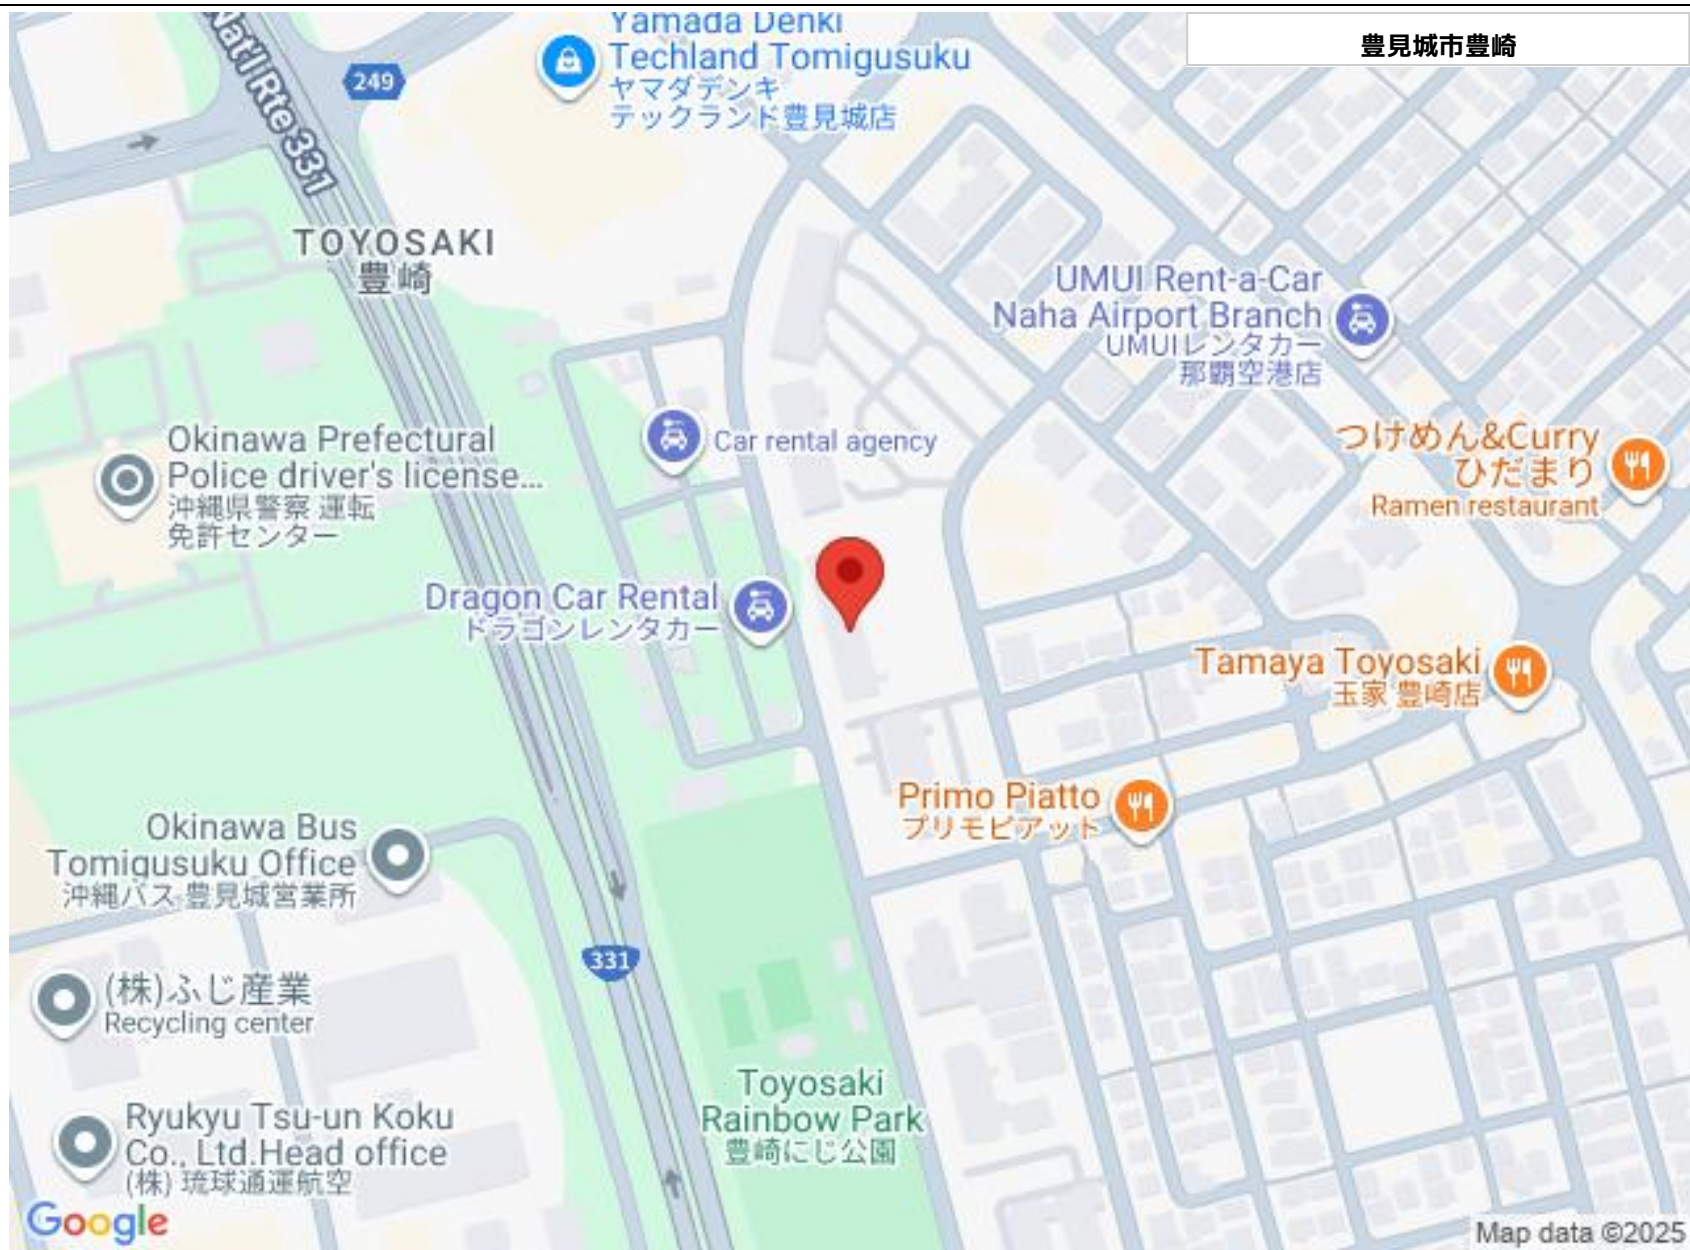 Yamada Denki
Techland Tomigusuku
ヤマダデンキ
テックランド豊見城店
豊見城市豊崎
Nat'l Rte 331
249
TOYOSAKI
豊崎
UMUI Rent-a-Car
Naha Airport Branch
UMUIレンタカー
那覇空港店
Okinawa Prefectural
Police driver's license...
沖縄県警察 運転
免許センター
Car rental agency
つけめん&Curry
ひだまり
Ramen restaurant
Dragon Car Rental
ドラゴンレンタカー
Tamaya Toyosaki
玉家 豊崎店
Primo Piatto
プリモピアット
Okinawa Bus
Tomigusuku Office
沖縄バス 豊見城営業所
331
(株)ふじ産業
Recycling center
Toyosaki
Rainbow Park
豊崎にじ公園
Ryukyu Tsu-un Koku
Co., Ltd.Head office
(株) 琉球通運航空
Google
Map data ©2025